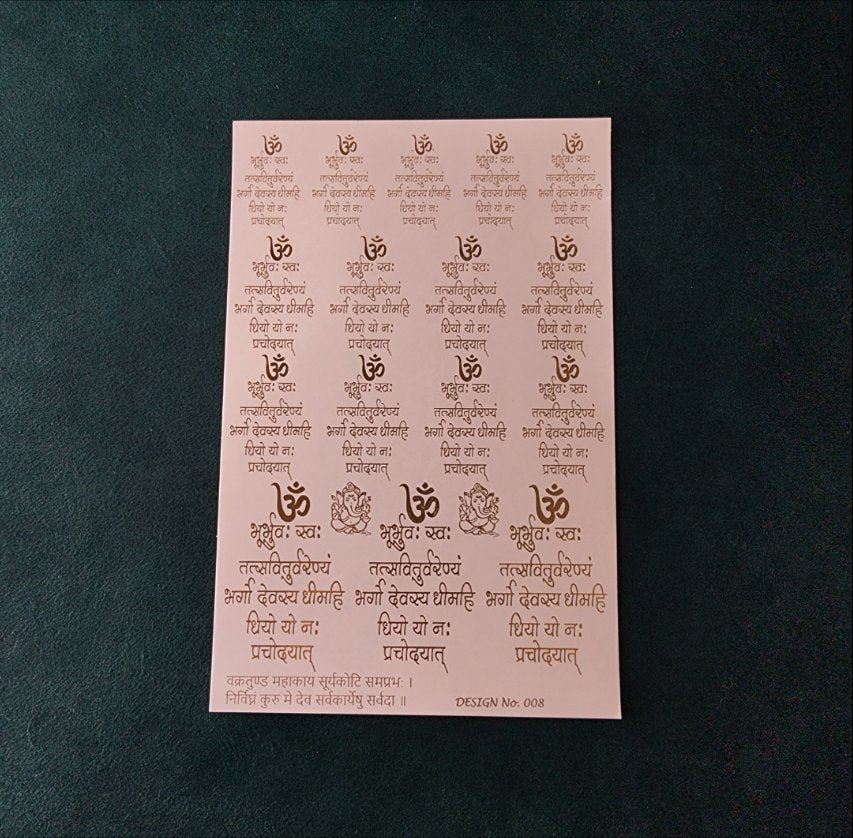 ॐ ॐ ॐ ॐ ॐ
भूर्भुवः स्वः भूर्भुवः स्वः भूर्भुवः स्वः भूर्भुवः स्वः भूर्भुवः स्वः
तत्सवितुर्वरेण्यं तत्सवितुर्वरेण्यं तत्सवितुर्वरेण्यं तत्सवितुर्वरेण्यं तत्सवितुर्वरेण्यं
भर्गो देवस्य धीमहि भर्गो देवस्य धीमहि भर्गो देवस्य धीमहि भर्गो देवस्य धीमहि भर्गो देवस्य धीमहि
धियो यो नः धियो यो नः धियो यो नः धियो यो नः धियो यो नः
प्रचोदयात् प्रचोदयात् प्रचोदयात् प्रचोदयात् प्रचोदयात्
ॐ ॐ ॐ ॐ
भूर्भुवः स्वः भूर्भुवः स्वः भूर्भुवः स्वः भूर्भुवः स्वः
तत्सवितुर्वरेण्यं तत्सवितुर्वरेण्यं तत्सवितुर्वरेण्यं तत्सवितुर्वरेण्यं
भर्गो देवस्य धीमहि भर्गो देवस्य धीमहि भर्गो देवस्य धीमहि भर्गो देवस्य धीमहि
धियो यो नः धियो यो नः धियो यो नः धियो यो नः
प्रचोदयात् प्रचोदयात् प्रचोदयात् प्रचोदयात्
ॐ ॐ ॐ ॐ
भूर्भुवः स्वः भूर्भुवः स्वः भूर्भुवः स्वः भूर्भुवः स्वः
तत्सवितुर्वरेण्यं तत्सवितुर्वरेण्यं तत्सवितुर्वरेण्यं तत्सवितुर्वरेण्यं
भर्गो देवस्य धीमहि भर्गो देवस्य धीमहि भर्गो देवस्य धीमहि भर्गो देवस्य धीमहि
धियो यो नः धियो यो नः धियो यो नः धियो यो नः
प्रचोदयात् प्रचोदयात् प्रचोदयात् प्रचोदयात्
ॐ ॐ ॐ
भूर्भुवः स्वः भूर्भुवः स्वः भूर्भुवः स्वः
तत्सवितुर्वरेण्यं तत्सवितुर्वरेण्यं तत्सवितुर्वरेण्यं
भर्गो देवस्य धीमहि भर्गो देवस्य धीमहि भर्गो देवस्य धीमहि
धियो यो नः धियो यो नः धियो यो नः
प्रचोदयात् प्रचोदयात् प्रचोदयात्
वक्रतुण्ड महाकाय सूर्यकोटि समप्रभः ।
निर्विघ्नं कुरु मे देव सर्वकार्येषु सर्वदा ॥
DESIGN No. 008